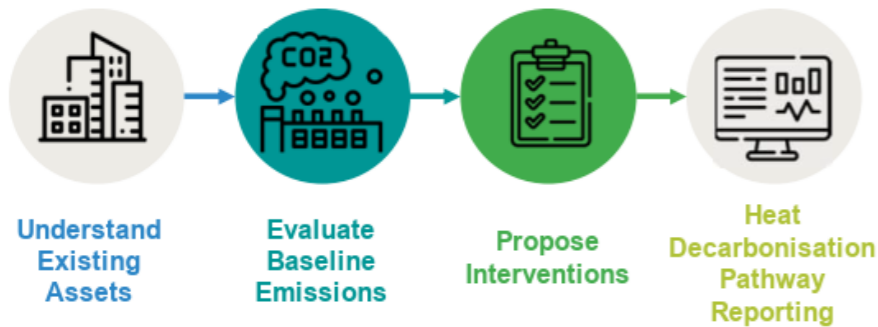 CO2
Understand
Existing
Assets
Evaluate
Baseline
Emissions
Propose
Interventions
Heat
Decarbonisation
Pathway
Reporting